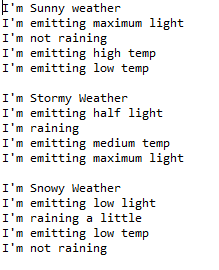 I'm Sunny weather
I'm emitting maximum light
I'm not raining
I'm emitting high temp
I'm emitting low temp

I'm Stormy Weather
I'm emitting half light
I'm raining
I'm emitting medium temp
I'm emitting maximum light

I'm Snowy Weather
I'm emitting low light
I'm raining a little
I'm emitting low temp
I'm not raining